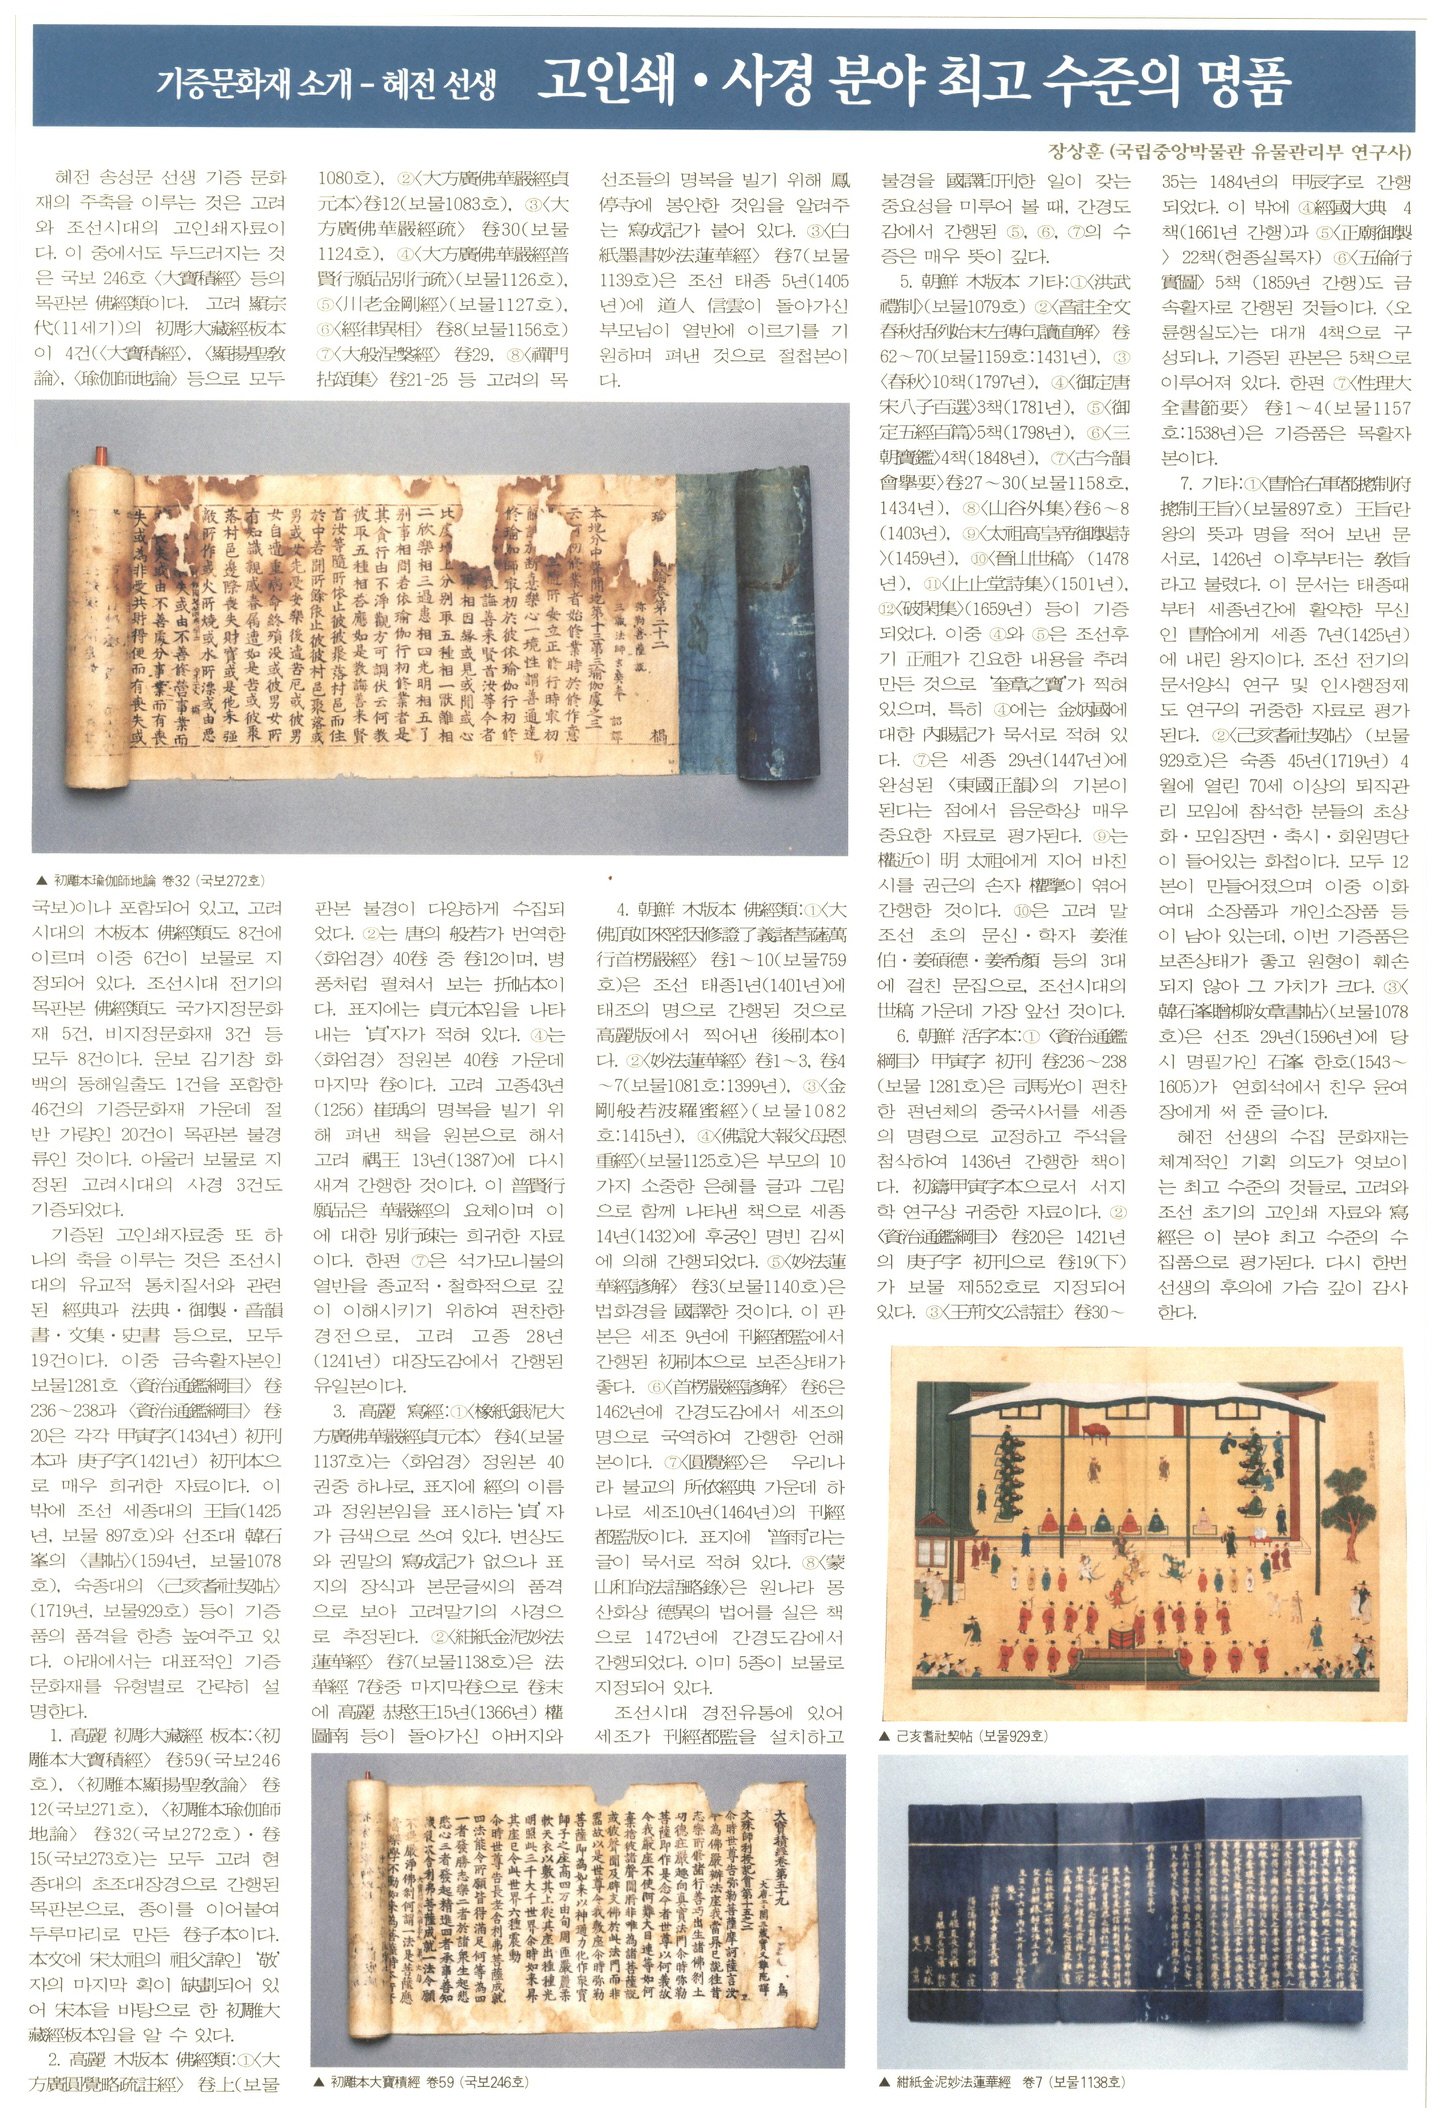 기증문화재 소개 – 혜전 선생 고인쇄 • 사경 분야 최고 수준의 명품
장상훈 (국립중앙박물관 유물관리부 연구사)
혜전 송성문 선생 기증 문화
재의 주축을 이루는 것은 고려
와 조선시대의 고인쇄자료이
다. 이 중에서도 두드러지는 것
은 국보 246호 〈大寶積經〉 등의
목판본 佛經類이다. 고려 顯宗
代(11세기)의 初彫大藏經板本
이 4건(〈大寶積經〉, 〈顯揚聖敎
論〉, 〈瑜伽師地論〉 등으로 모두
▲ 初雕本瑜伽師地論 卷32 (국보272호)
국보)이나 포함되어 있고, 고려
시대의 木板本 佛經類도 8건에
이르며 이중 6건이 보물로 지
정되어 있다. 조선시대 전기의
목판본 佛經類도 국가지정문화
재 5건, 비지정문화재 3건 등
모두 8건이다. 운보 김기창 화
백의 동해일출도 1건을 포함한
46건의 기증문화재 가운데 절
반 가량인 20건이 목판본 불경
류인 것이다. 아울러 보물로 지
정된 고려시대의 사경 3건도
기증되었다.
기증된 고인쇄자료중 또 하
나의 축을 이루는 것은 조선시
대의 유교적 통치질서와 관련
된 經典과 法典·御製·音韻
書·文集·史書 등으로, 모두
19건이다. 이중 금속활자본인
보물1281호 〈資治通鑑綱目〉 卷
236～238과 〈資治通鑑綱目〉 卷
20은 각각 甲寅字(1434년) 初刊
本과 庚子字(1421년) 初刊本으
로 매우 희귀한 자료이다. 이
밖에 조선 세종대의 王旨(1425
년, 보물 897호)와 선조대 韓石
峯의 〈書帖〉(1594년, 보물1078
호), 숙종대의 〈己亥耆社契帖〉
(1719년, 보물929호) 등이 기증
품의 품격을 한층 높여주고 있
다. 아래에서는 대표적인 기증
문화재를 유형별로 간략히 설
명한다.
1. 高麗 初彫大藏經 板本:〈初
雕本大寶積經〉 卷59(국보246
호), 〈初雕本顯揚聖敎論〉 卷
12(국보271호), 〈初雕本瑜伽師
地論〉 卷32(국보272호)·卷
15(국보273호)는 모두 고려 현
종대의 초조대장경으로 간행된
목판본으로, 종이를 이어붙여
두루마리로 만든 卷子本이다.
本文에 宋太祖의 祖父諱인 '敬'
자의 마지막 획이 缺劃되어 있
어 宋本을 바탕으로 한 初雕大
藏經板本임을 알 수 있다.
2. 高麗 木版本 佛經類:①〈大
方廣圓覺略疏註經〉 卷上(보물
1080호), ②〈大方廣佛華嚴經貞
元本〉卷12(보물1083호), ③〈大
方廣佛華嚴經疏〉 卷30(보물
1124호), ④〈大方廣佛華嚴經普
賢行願品別行疏〉(보물1126호),
⑤〈川老金剛經〉(보물1127호),
⑥〈經律異相〉 卷8(보물1156호)
⑦〈大般涅槃經〉 卷29, ⑧〈禪門
拈頌集〉 卷21-25 등 고려의 목
판본 불경이 다양하게 수집되
었다. ②는 唐의 般若가 번역한
〈화엄경〉 40卷 중 卷12이며, 병
풍처럼 펼쳐서 보는 折帖本이
다. 표지에는 貞元本임을 나타
내는 '貞'자가 적혀 있다. ④는
〈화엄경〉 정원본 40卷 가운데
마지막 卷이다. 고려 고종43년
(1256) 崔瑀의 명복을 빌기 위
해 펴낸 책을 원본으로 해서
고려 禑王 13년(1387)에 다시
새겨 간행한 것이다. 이 普賢行
願品은 華嚴經의 요체이며 이
에 대한 別行疎는 희귀한 자료
이다. 한편 ⑦은 석가모니불의
열반을 종교적·철학적으로 깊
이 이해시키기 위하여 편찬한
경전으로, 고려 고종 28년
(1241년) 대장도감에서 간행된
유일본이다.
3. 高麗 寫經:①〈橡紙銀泥大
方廣佛華嚴經貞元本〉 卷4(보물
1137호)는 〈화엄경〉 정원본 40
권중 하나로, 표지에 經의 이름
과 정원본임을 표시하는 '貞' 자
가 금색으로 쓰여 있다. 변상도
와 권말의 寫成記가 없으나 표
지의 장식과 본문글씨의 품격
으로 보아 고려말기의 사경으
로 추정된다. ②〈紺紙金泥妙法
蓮華經〉 卷7(보물1138호)은 法
華經 7卷중 마지막卷으로 卷末
에 高麗 恭愍王15년(1366년) 權
圖南 등이 돌아가신 아버지와
▲ 初雕本大寶積經 卷59 (국보246호)
선조들의 명복을 빌기 위해 鳳
停寺에 봉안한 것임을 알려주
는 寫成記가 붙어 있다. ③〈白
紙墨書妙法蓮華經〉 卷7(보물
1139호)은 조선 태종 5년(1405
년)에 道人 信雲이 돌아가신
부모님이 열반에 이르기를 기
원하며 펴낸 것으로 절첩본이
다.
4. 朝鮮 木版本 佛經類:①〈大
佛頂如來密因修證了義諸菩薩萬
行首楞嚴經〉 卷1～10(보물759
호)은 조선 태종1년(1401년)에
태조의 명으로 간행된 것으로
高麗版에서 찍어낸 後刷本이
다. ②〈妙法蓮華經〉 卷1～3, 卷4
～7(보물1081호:1399년), ③〈金
剛般若波羅蜜經〉(보물1082
호:1415년), ④〈佛說大報父母恩
重經〉(보물1125호)은 부모의 10
가지 소중한 은혜를 글과 그림
으로 함께 나타낸 책으로 세종
14년(1432)에 후궁인 명빈 김씨
에 의해 간행되었다. ⑤〈妙法蓮
華經諺解〉 卷3(보물1140호)은
법화경을 國譯한 것이다. 이 판
본은 세조 9년에 刊經都監에서
간행된 初刷本으로 보존상태가
좋다. ⑥〈首楞嚴經諺解〉 卷6은
1462년에 간경도감에서 세조의
명으로 국역하여 간행한 언해
본이다. ⑦〈圓覺經〉은 우리나
라 불교의 所依經典 가운데 하
나로 세조10년(1464년)의 刊經
都監版이다. 표지에 '普雨'라는
글이 묵서로 적혀 있다. ⑧〈蒙
山和尙法語略錄〉은 원나라 몽
산화상 德異의 법어를 실은 책
으로 1472년에 간경도감에서
간행되었다. 이미 5종이 보물로
지정되어 있다.
조선시대 경전유통에 있어
세조가 刊經都監을 설치하고
불경을 國譯印刊한 일이 갖는
중요성을 미루어 볼 때, 간경도
감에서 간행된 ⑤, ⑥, ⑦의 수
증은 매우 뜻이 깊다.
5. 朝鮮 木版本 기타:①〈洪武
禮制〉(보물1079호) ②〈音註全文
春秋括例始末左傳句讀直解〉 卷
62～70(보물1159호:1431년), ③
〈春秋〉10책(1797년), ④〈御定唐
宋八子百選〉3책(1781년), ⑤〈御
定五經百篇〉5책(1798년), ⑥〈三
朝寶鑑〉4책(1848년), ⑦〈古今韻
會擧要〉卷27～30(보물1158호,
1434년), ⑧〈山谷外集〉卷6～8
(1403년), ⑨〈太祖高皇帝御製詩
〉(1459년), ⑩〈晉山世稿〉 (1478
년), ⑪〈止止堂詩集〉(1501년),
⑫〈破閑集〉(1659년) 등이 기증
되었다. 이중 ④와 ⑤은 조선후
기 正祖가 긴요한 내용을 추려
만든 것으로 '奎章之寶'가 찍혀
있으며, 특히 ④에는 金炳國에
대한 內賜記가 묵서로 적혀 있
다. ⑦은 세종 29년(1447년)에
완성된 〈東國正韻〉의 기본이
된다는 점에서 음운학상 매우
중요한 자료로 평가된다. ⑨는
權近이 明 太祖에게 지어 바친
시를 권근의 손자 權擥이 엮어
간행한 것이다. ⑩은 고려 말
조선 초의 문신·학자 姜淮
伯·姜碩德·姜希顔 등의 3대
에 걸친 문집으로, 조선시대의
世稿 가운데 가장 앞선 것이다.
6. 朝鮮 活字本:① 〈資治通鑑
綱目〉 甲寅字 初刊 卷236～238
(보물 1281호)은 司馬光이 편찬
한 편년체의 중국사서를 세종
의 명령으로 교정하고 주석을
첨삭하여 1436년 간행한 책이
다. 初鑄甲寅字本으로서 서지
학 연구상 귀중한 자료이다. ②
〈資治通鑑綱目〉 卷20은 1421년
의 庚子字 初刊으로 卷19(下)
가 보물 제552호로 지정되어
있다. ③〈王荊文公詩註〉 卷30～
35는 1484년의 甲辰字로 간행
되었다. 이 밖에 ④經國大典 4
책(1661년 간행)과 ⑤〈正廟御製
〉 22책(현종실록자) ⑥〈五倫行
實圖〉 5책 (1859년 간행)도 금
속활자로 간행된 것들이다. 〈오
륜행실도〉는 대개 4책으로 구
성되나, 기증된 판본은 5책으로
이루어져 있다. 한편 ⑦〈性理大
全書節要〉 卷1～4(보물1157
호:1538년)은 기증품은 목활자
본이다.
7. 기타:①〈曹恰右軍都摠制府
摠制王旨〉(보물897호) 王旨란
왕의 뜻과 명을 적어 보낸 문
서로, 1426년 이후부터는 敎旨
라고 불렸다. 이 문서는 태종때
부터 세종년간에 활약한 무신
인 曹恰에게 세종 7년(1425년)
에 내린 왕지이다. 조선 전기의
문서양식 연구 및 인사행정제
도 연구의 귀중한 자료로 평가
된다. ②〈己亥耆社契帖〉 (보물
929호)은 숙종 45년(1719년) 4
월에 열린 70세 이상의 퇴직관
리 모임에 참석한 분들의 초상
화·모임장면·축시·회원명단
이 들어있는 화첩이다. 모두 12
본이 만들어졌으며 이중 이화
여대 소장품과 개인소장품 등
이 남아 있는데, 이번 기증품은
보존상태가 좋고 원형이 훼손
되지 않아 그 가치가 크다. ③〈
韓石峯贈柳汝章書帖〉(보물1078
호)은 선조 29년(1596년)에 당
시 명필가인 石峯 한호(1543～
1605)가 연회석에서 친우 윤여
장에게 써 준 글이다.
혜전 선생의 수집 문화재는
체계적인 기획 의도가 엿보이
는 최고 수준의 것들로, 고려와
조선 초기의 고인쇄 자료와 寫
經은 이 분야 최고 수준의 수
집품으로 평가된다. 다시 한번
선생의 후의에 가슴 깊이 감사
한다.
▲ 己亥耆社契帖 (보물929호)
▲ 紺紙金泥妙法蓮華經 卷7 (보물1138호)